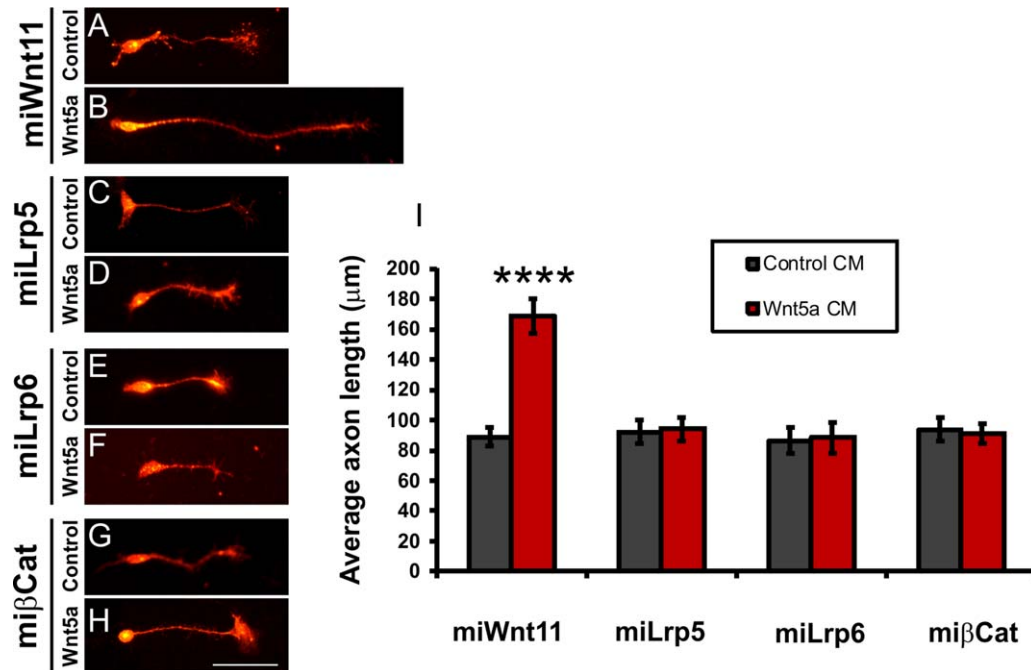 miWnt11
Control
A
Wnt5a
B
miLrp5
Control
C
Wnt5a
D
miLrp6
Control
E
Wnt5a
F
miβCat
Control
G
Wnt5a
H
I
Control CM
Wnt5a CM
Average axon length (μm)
200
180
160
140
120
100
80
60
40
20
0
****
miWnt11 miLrp5 miLrp6 miβCat